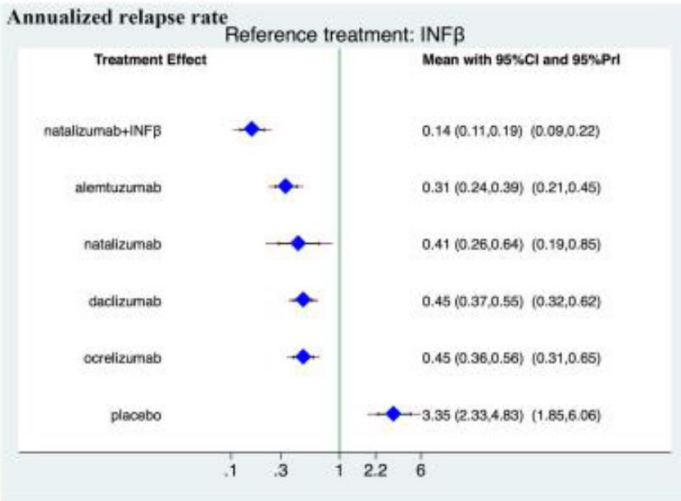 Annualized relapse rate
Reference treatment: INFβ
Treatment Effect Mean with 95%CI and 95%PrI
natalizumab+INFβ 0.14 (0.11,0.19) (0.09,0.22)
alemtuzumab 0.31 (0.24,0.39) (0.21,0.45)
natalizumab 0.41 (0.26,0.64) (0.19,0.85)
daclizumab 0.45 (0.37,0.55) (0.32,0.62)
ocrelizumab 0.45 (0.36,0.56) (0.31,0.65)
placebo 3.35 (2.33,4.83) (1.85,6.06)
.1 .3 1 2.2 6